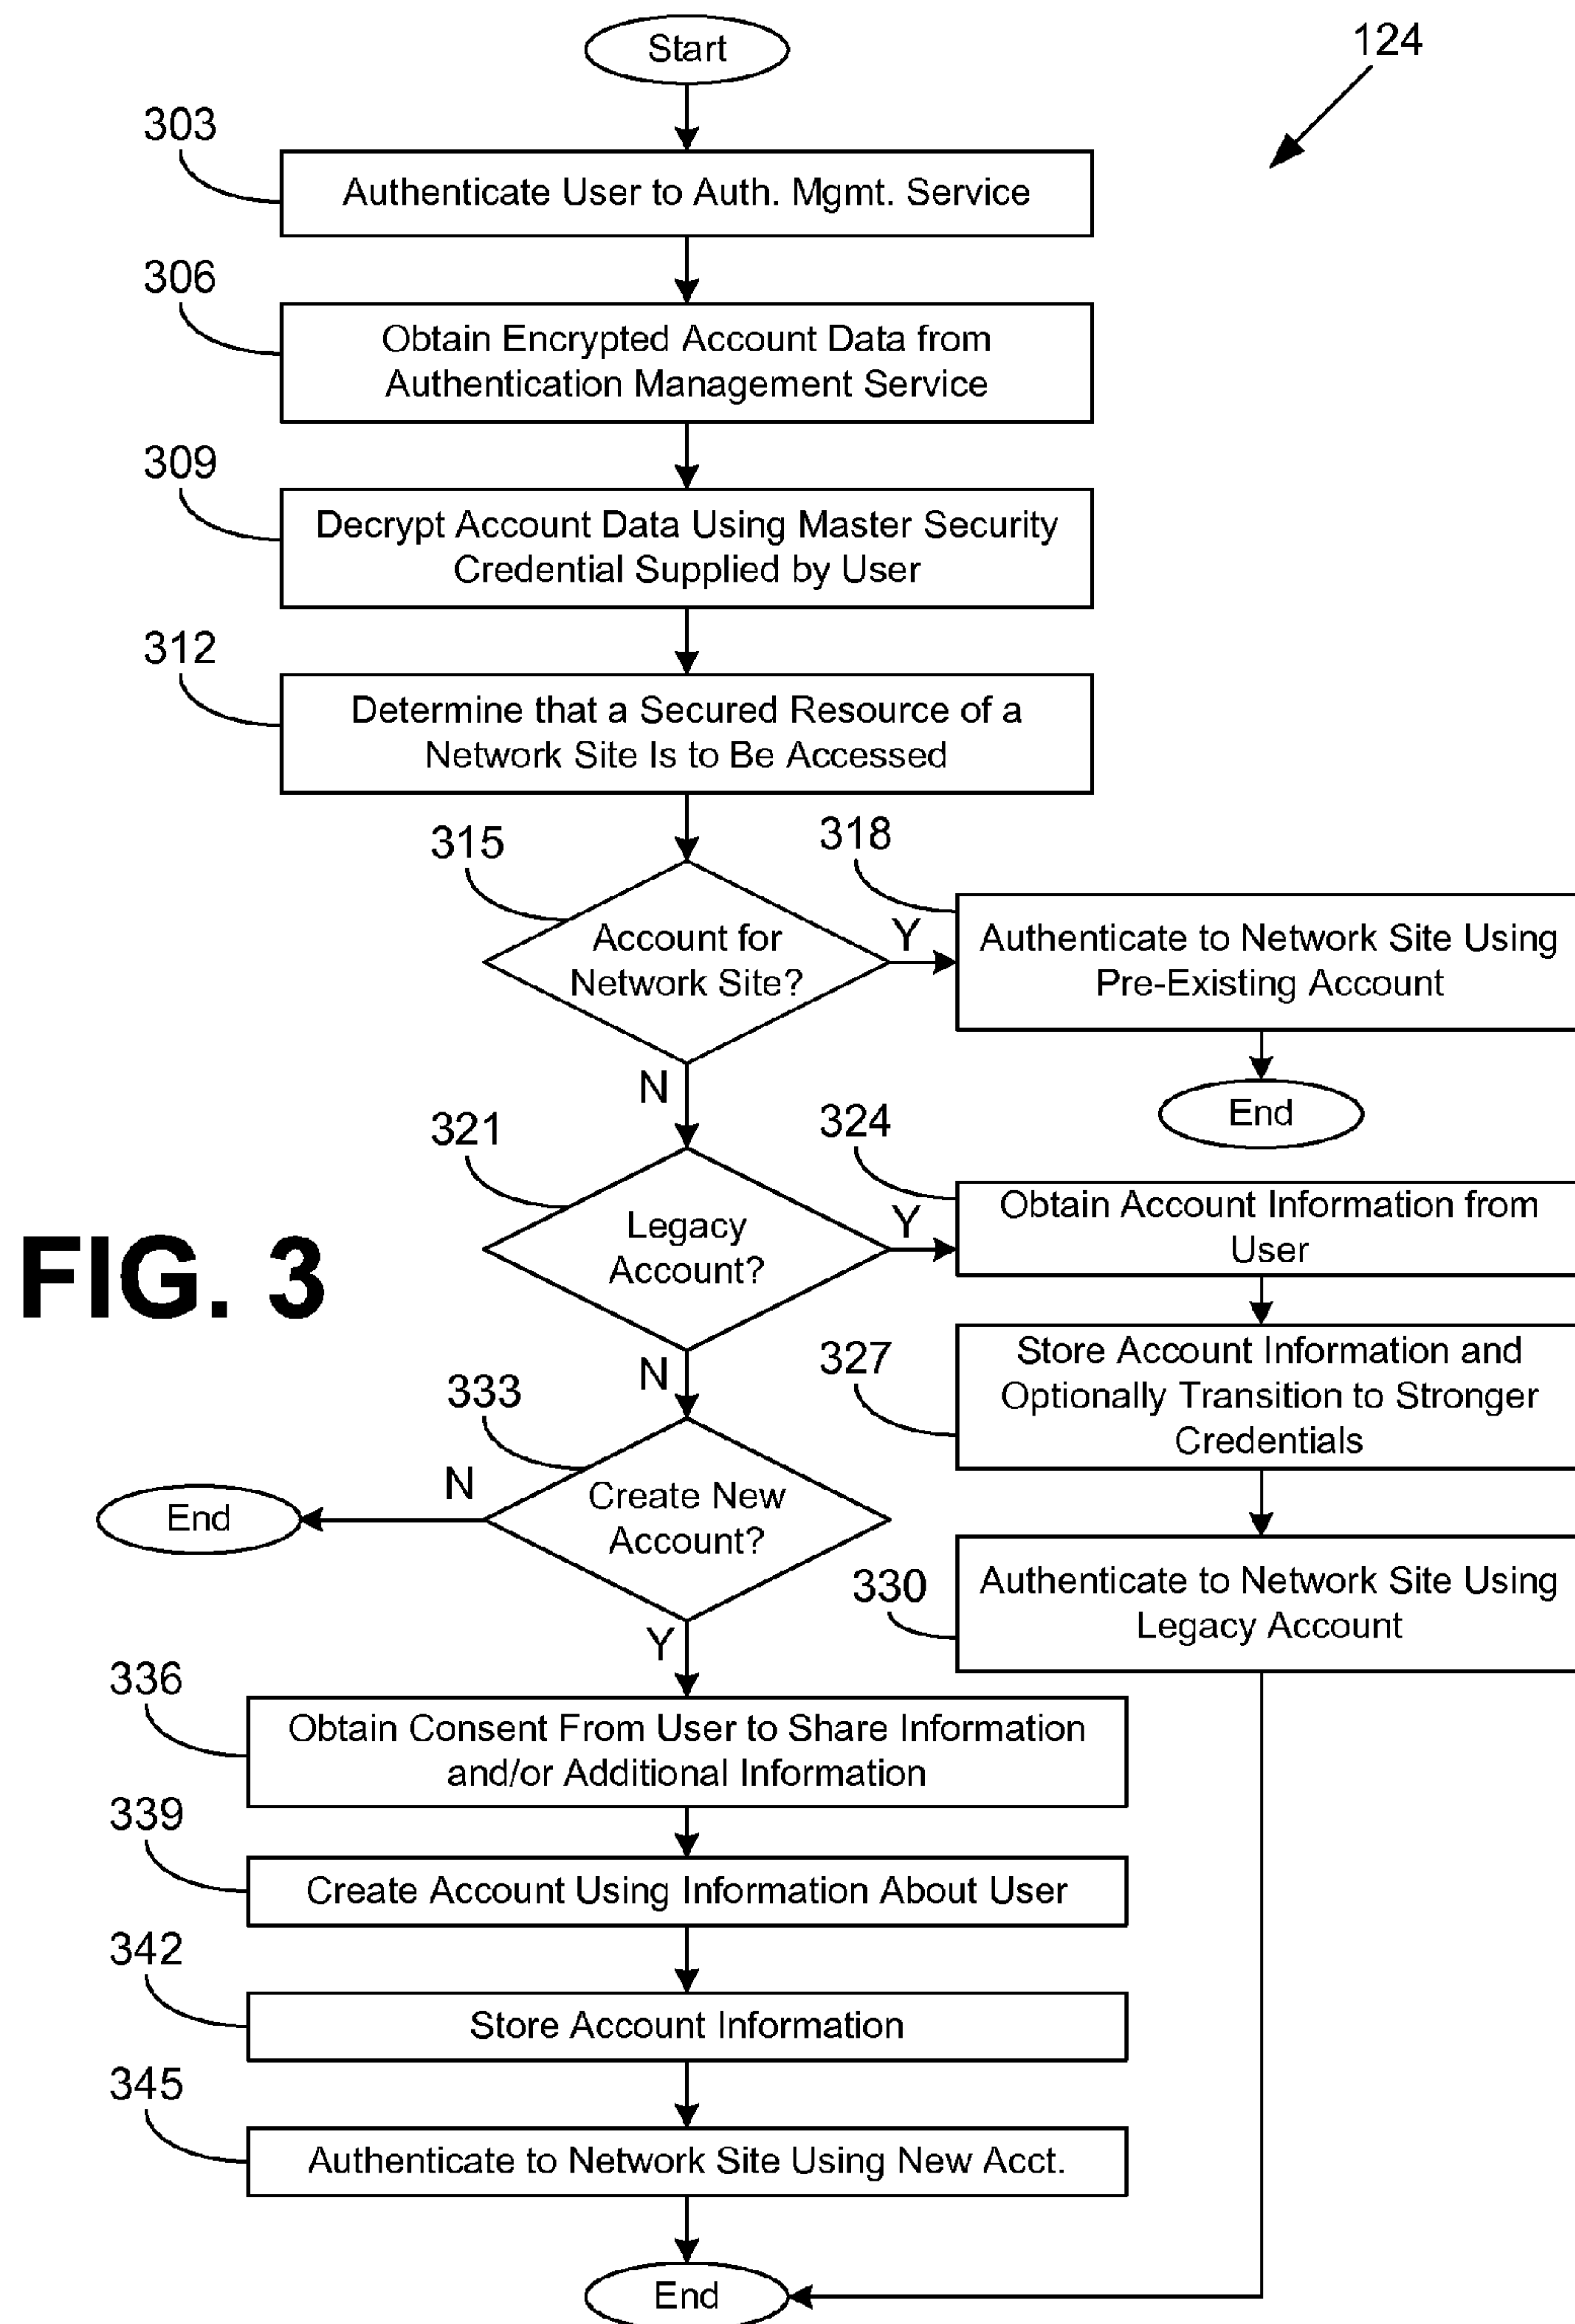 Start
124
303
Authenticate User to Auth. Mgmt. Service
306
Obtain Encrypted Account Data from
Authentication Management Service
309
Decrypt Account Data Using Master Security
Credential Supplied by User
312
Determine that a Secured Resource of a
Network Site Is to Be Accessed
315
Account for
Network Site?
Y
N
318
Authenticate to Network Site Using
Pre-Existing Account
End
321
Legacy
Account?
Y
N
324
Obtain Account Information from
User
FIG. 3
327
Store Account Information and
Optionally Transition to Stronger
Credentials
330
Authenticate to Network Site Using
Legacy Account
333
Create New
Account?
N
End
Y
336
Obtain Consent From User to Share Information
and/or Additional Information
339
Create Account Using Information About User
342
Store Account Information
345
Authenticate to Network Site Using New Acct.
End